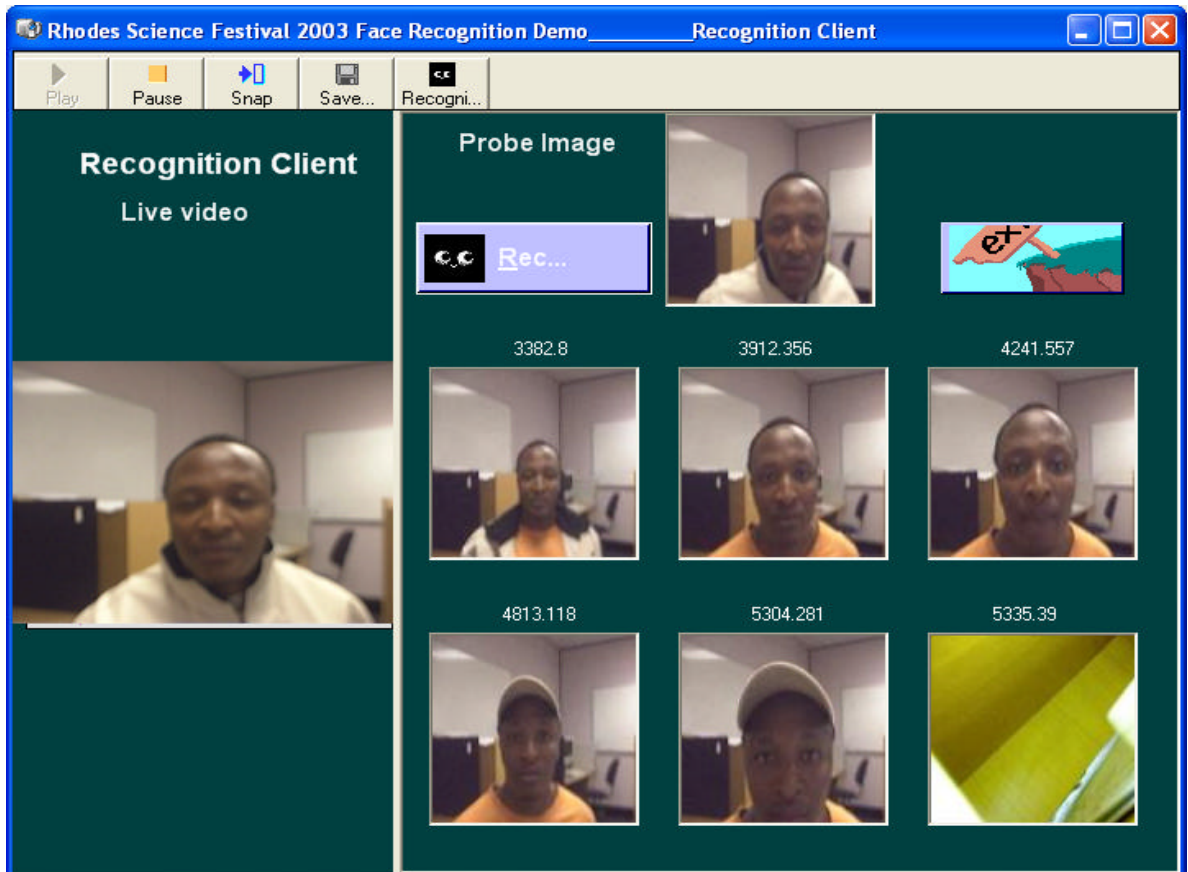 Rhodes Science Festival 2003 Face Recognition Demo_________Recognition Client
Play Pause Snap Save... Recogni...
Recognition Client
Live video
Probe Image
Rec...
3382.8 3912.356 4241.557
4813.118 5304.281 5335.39